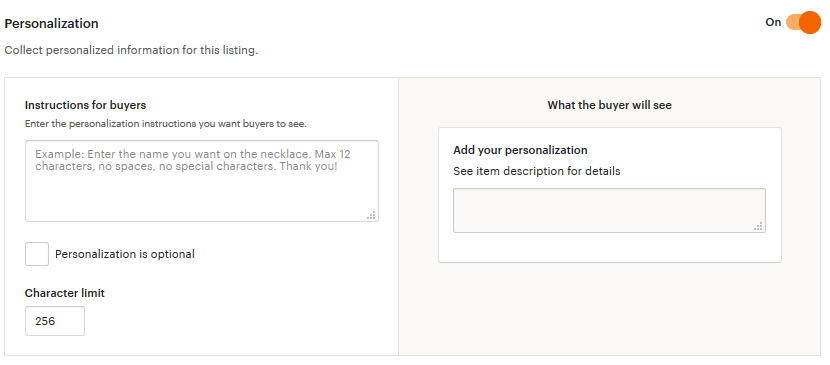 Personalization
On
Collect personalized information for this listing.
Instructions for buyers
Enter the personalization instructions you want buyers to see.
Example: Enter the name you want on the necklace. Max 12
characters, no spaces, no special characters. Thank you!
Personalization is optional
Character limit
256
What the buyer will see
Add your personalization
See item description for details